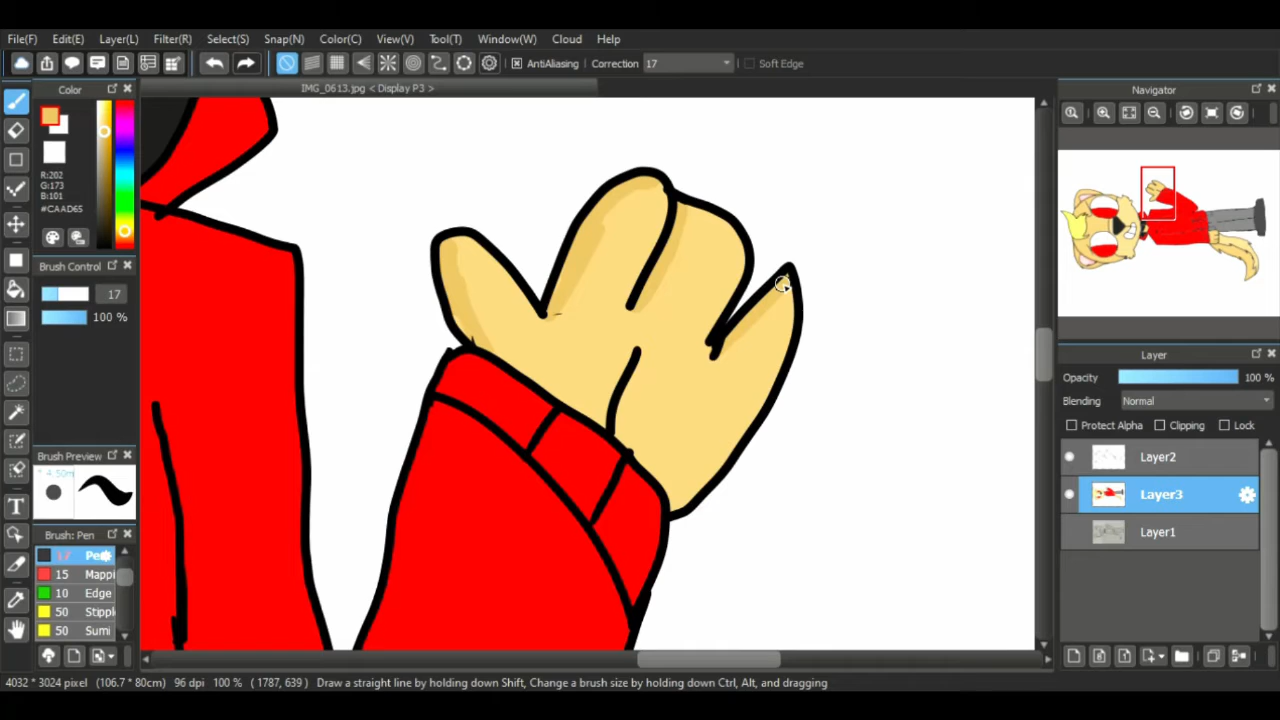 File(F) Edit(E) Layer(L) Filter(R) Select(S) Snap(N) Color(C) View(V) Tool(T) Window(W) Cloud Help
AntiAliasing Correction 17 Soft Edge
Color
IMG_0613.jpg < Display P3 >
Navigator
R:202
G:173
B:101
#CAAD65
Brush Control
17
100 %
Brush Preview
* 4.50m
Brush: Pen
17 Pe
15 Mappi
10 Edge
50 Stippl
50 Sumi
Layer
Opacity 100 %
Blending Normal
Protect Alpha Clipping Lock
Layer2
Layer3
Layer1
4032 * 3024 pixel (106.7 * 80cm) 96 dpi 100 % ( 1787, 639 ) Draw a straight line by holding down Shift, Change a brush size by holding down Ctrl, Alt, and dragging